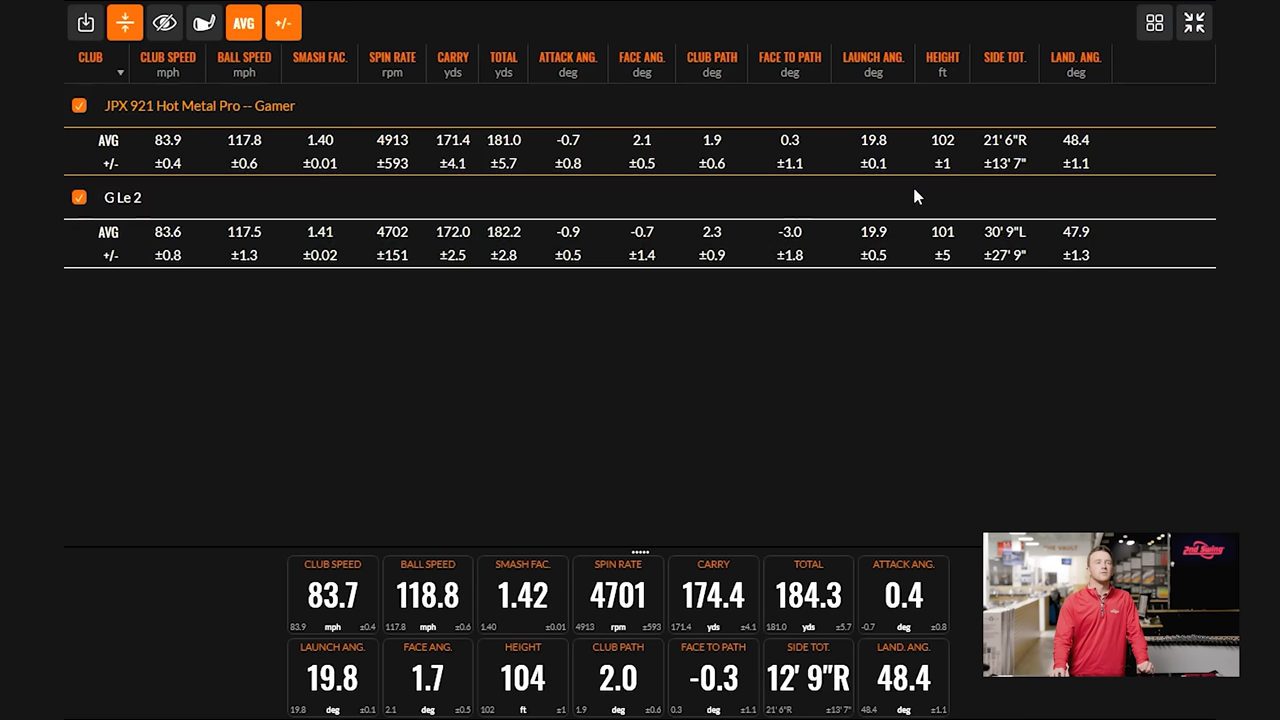 AVG +/-
CLUB CLUB SPEED BALL SPEED SMASH FAC. SPIN RATE CARRY TOTAL ATTACK ANG. FACE ANG. CLUB PATH FACE TO PATH LAUNCH ANG. HEIGHT SIDE TOT. LAND. ANG.
mph mph rpm yds yds deg deg deg deg deg ft deg
JPX 921 Hot Metal Pro -- Gamer
AVG 83.9 117.8 1.40 4913 171.4 181.0 -0.7 2.1 1.9 0.3 19.8 102 21' 6"R 48.4
+/- ±0.4 ±0.6 ±0.01 ±593 ±4.1 ±5.7 ±0.8 ±0.5 ±0.6 ±1.1 ±0.1 ±1 ±13' 7" ±1.1
G Le 2
AVG 83.6 117.5 1.41 4702 172.0 182.2 -0.9 -0.7 2.3 -3.0 19.9 101 30' 9"L 47.9
+/- ±0.8 ±1.3 ±0.02 ±151 ±2.5 ±2.8 ±0.5 ±1.4 ±0.9 ±1.8 ±0.5 ±5 ±27' 9" ±1.3
CLUB SPEED BALL SPEED SMASH FAC. SPIN RATE CARRY TOTAL ATTACK ANG.
83.7 118.8 1.42 4701 174.4 184.3 0.4
83.9 mph ±0.4 117.8 mph ±0.6 1.40 ±0.01 4913 rpm ±593 171.4 yds ±4.1 181.0 yds ±5.7 -0.7 deg ±0.8
LAUNCH ANG. FACE ANG. HEIGHT CLUB PATH FACE TO PATH SIDE TOT. LAND. ANG.
19.8 1.7 104 2.0 -0.3 12' 9"R 48.4
19.8 deg ±0.1 2.1 deg ±0.5 102 ft ±1 1.9 deg ±0.6 0.3 deg ±1.1 21' 6"R ±13' 7" 48.4 deg ±1.1
THE VAULT
2nd Swing